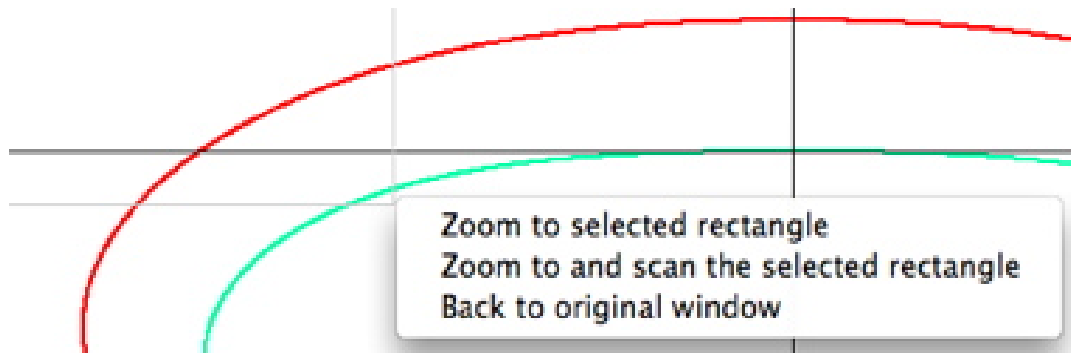 Zoom to selected rectangle
Zoom to and scan the selected rectangle
Back to original window